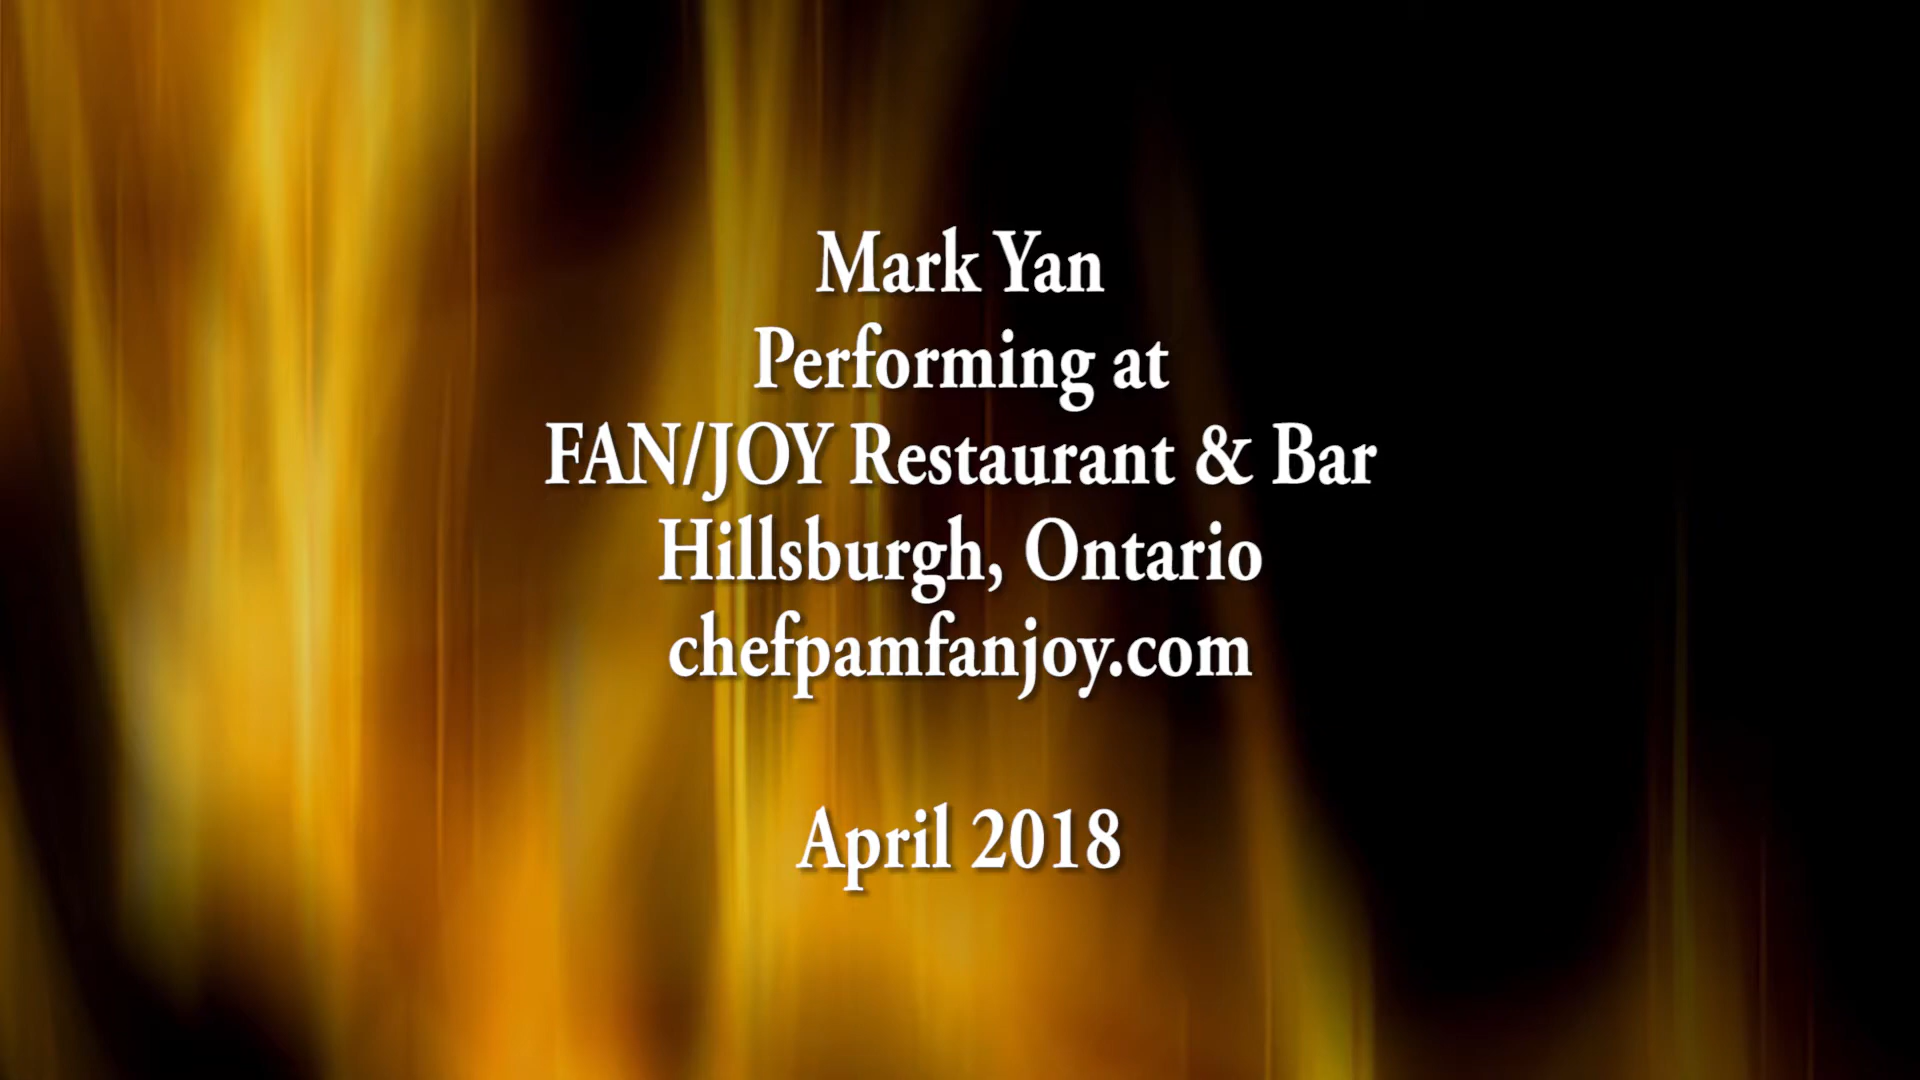 Mark Yan
Performing at
FAN/JOY Restaurant & Bar
Hillsburgh, Ontario
chefpamfanjoy.com
April 2018